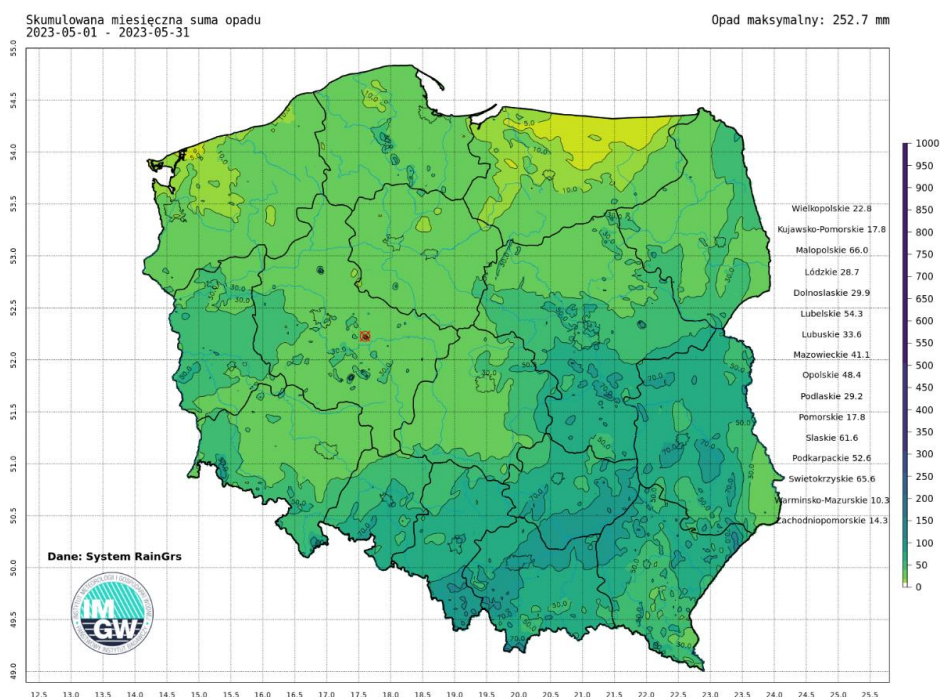 Skumulowana miesięczna suma opadu
2023-05-01 - 2023-05-31
Opad maksymalny: 252.7 mm
55.0
54.5
54.0
53.5
53.0
52.5
52.0
51.5
51.0
50.5
50.0
49.5
49.0
1000
950
900
850
800
750
700
650
600
550
500
450
400
350
300
250
200
150
100
50
0
Wielkopolskie 22.8
Kujawsko-Pomorskie 17.8
Malopolskie 66.0
Lódzkie 28.7
Dolnoslaskie 29.9
Lubelskie 54.3
Lubuskie 33.6
Mazowieckie 41.1
Opolskie 48.4
Podlaskie 29.2
Pomorskie 17.8
Slaskie 61.6
Podkarpackie 52.6
Swietokrzyskie 65.6
Warminsko-Mazurskie 10.3
Zachodniopomorskie 14.3
Dane: System RainGrs
IM
GW
12.5 13.0 13.5 14.0 14.5 15.0 15.5 16.0 16.5 17.0 17.5 18.0 18.5 19.0 19.5 20.0 20.5 21.0 21.5 22.0 22.5 23.0 23.5 24.0 24.5 25.0 25.5